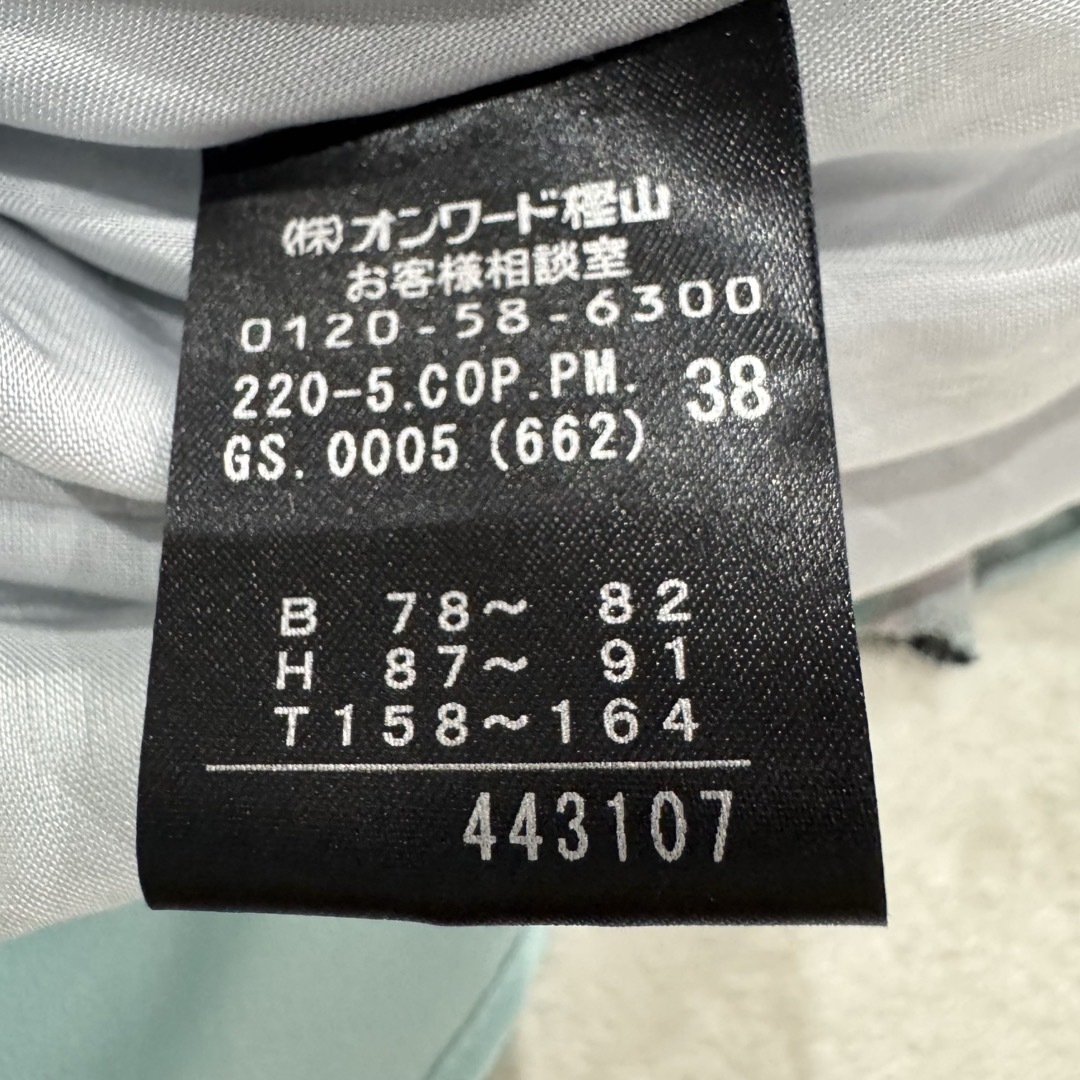 (株)オンワード樫山
お客様相談室
0120-58-6300
220-5.COP.PM. 38
GS.0005(662)
B 78~ 82
H 87~ 91
T158~164
443107